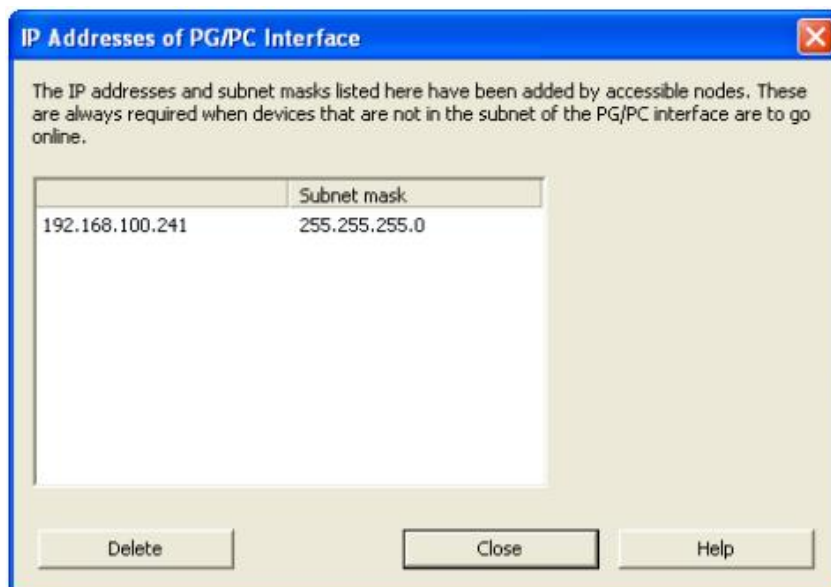 IP Addresses of PG/PC Interface
The IP addresses and subnet masks listed here have been added by accessible nodes. These
are always required when devices that are not in the subnet of the PG/PC interface are to go
online.
Subnet mask
192.168.100.241 255.255.255.0
Delete Close Help